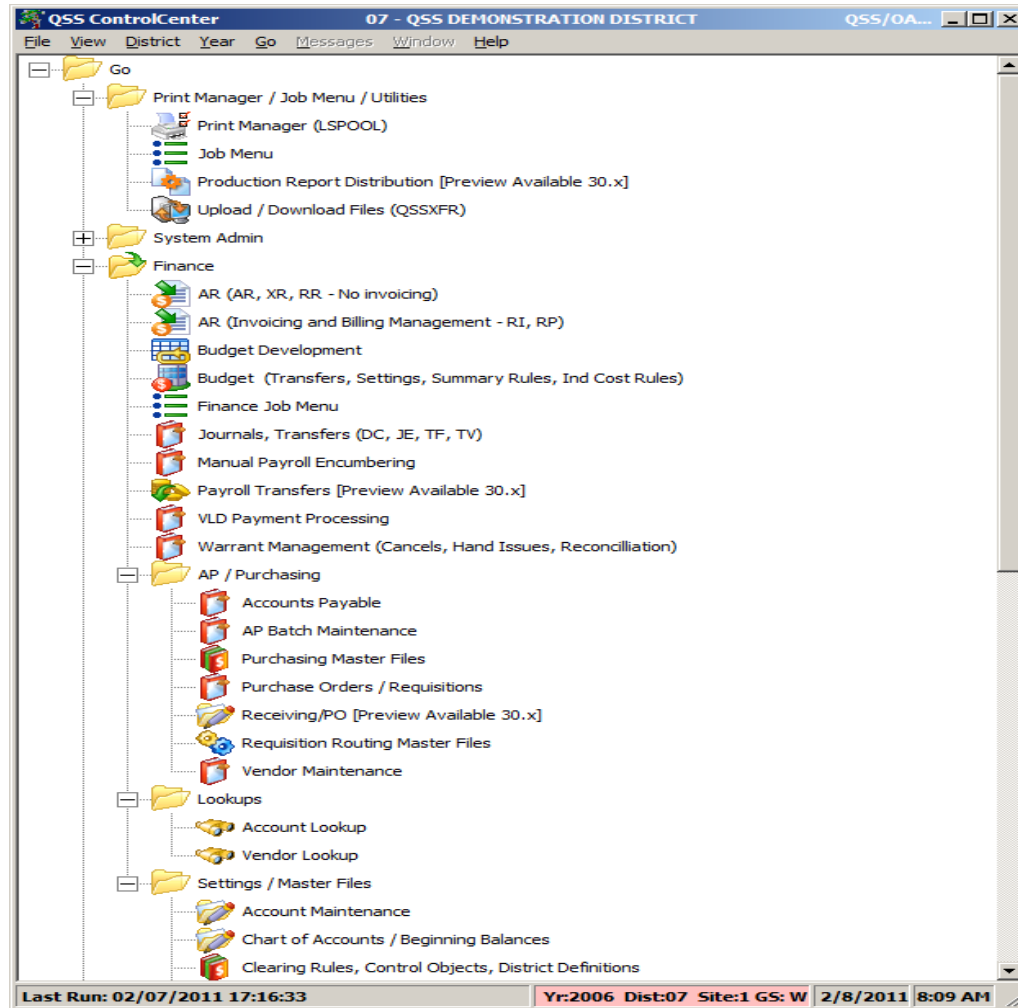 QSS ControlCenter 07 - QSS DEMONSTRATION DISTRICT QSS/OA...
File View District Year Go Messages Window Help
Go
Print Manager / Job Menu / Utilities
Print Manager (LSPOOL)
Job Menu
Production Report Distribution [Preview Available 30.x]
Upload / Download Files (QSSXFR)
System Admin
Finance
AR (AR, XR, RR - No invoicing)
AR (Invoicing and Billing Management - RI, RP)
Budget Development
Budget (Transfers, Settings, Summary Rules, Ind Cost Rules)
Finance Job Menu
Journals, Transfers (DC, JE, TF, TV)
Manual Payroll Encumbering
Payroll Transfers [Preview Available 30.x]
VLD Payment Processing
Warrant Management (Cancels, Hand Issues, Reconcilliation)
AP / Purchasing
Accounts Payable
AP Batch Maintenance
Purchasing Master Files
Purchase Orders / Requisitions
Receiving/PO [Preview Available 30.x]
Requisition Routing Master Files
Vendor Maintenance
Lookups
Account Lookup
Vendor Lookup
Settings / Master Files
Account Maintenance
Chart of Accounts / Beginning Balances
Clearing Rules, Control Objects, District Definitions
Last Run: 02/07/2011 17:16:33 Yr:2006 Dist:07 Site:1 GS: W 2/8/2011 8:09 AM